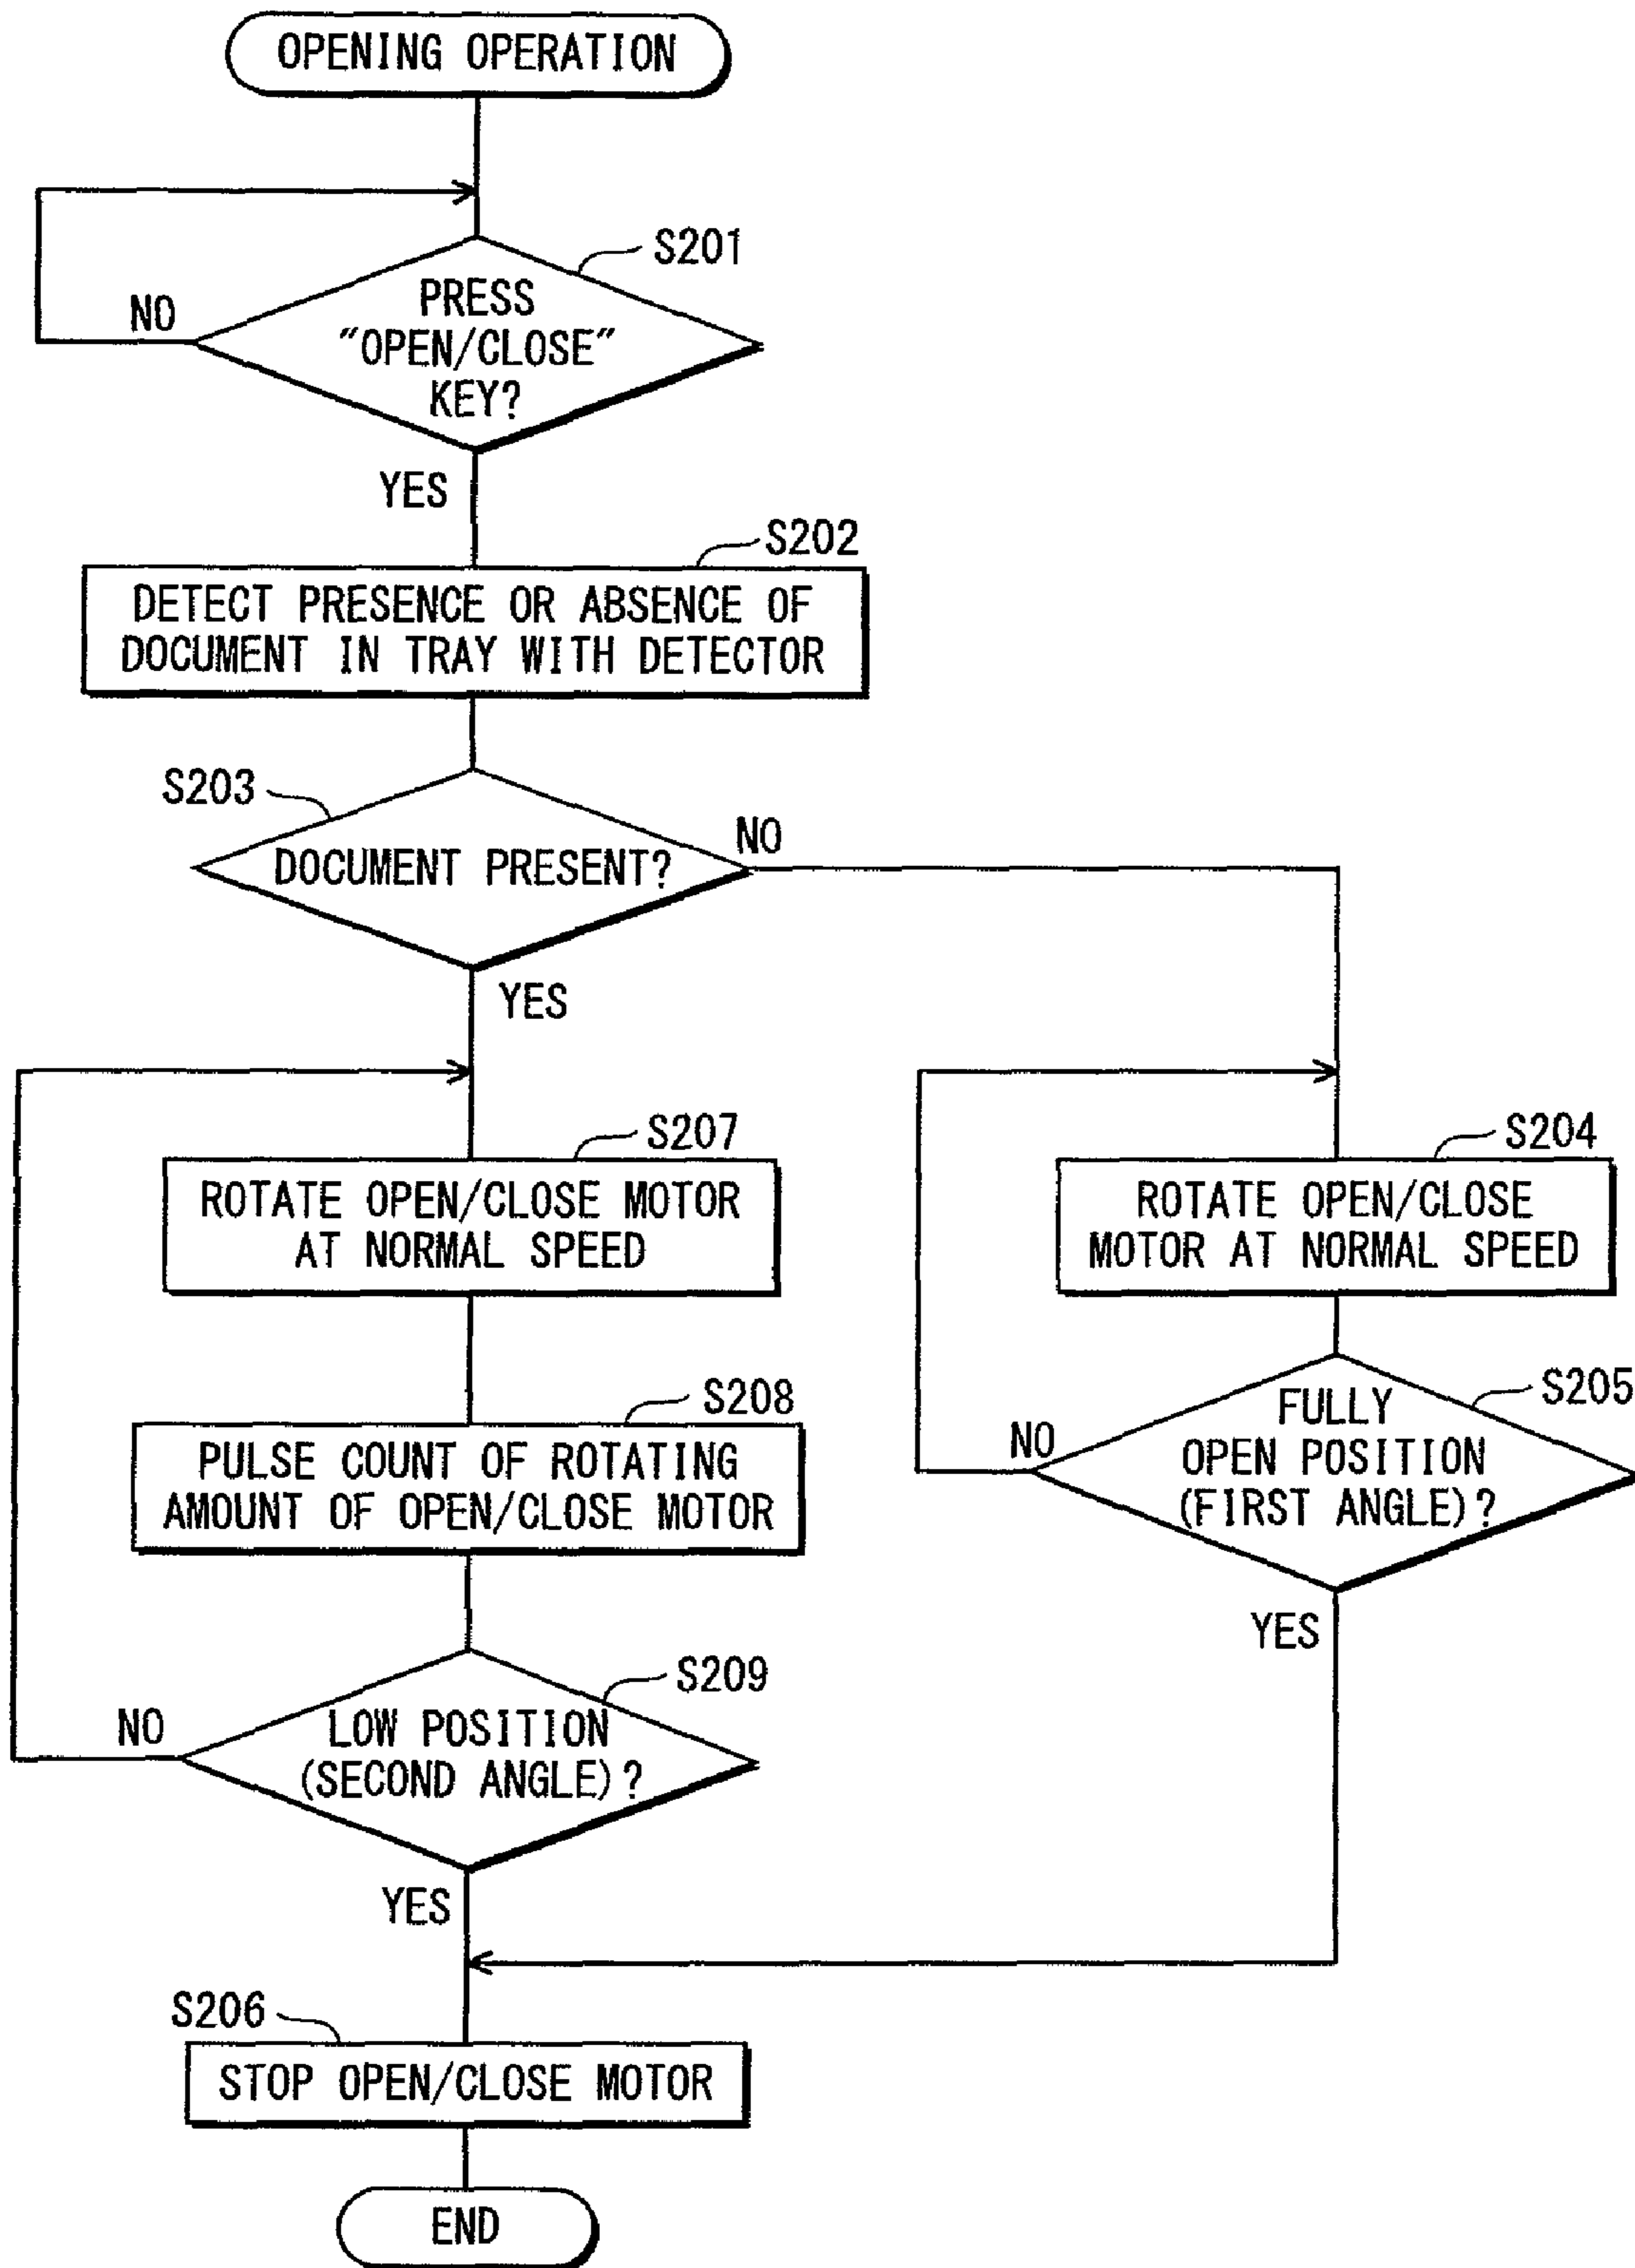 OPENING OPERATION
S201
NO
PRESS
"OPEN/CLOSE"
KEY?
YES
S202
DETECT PRESENCE OR ABSENCE OF
DOCUMENT IN TRAY WITH DETECTOR
S203
NO
DOCUMENT PRESENT?
YES
S207
ROTATE OPEN/CLOSE MOTOR
AT NORMAL SPEED
S204
ROTATE OPEN/CLOSE
MOTOR AT NORMAL SPEED
S208
PULSE COUNT OF ROTATING
AMOUNT OF OPEN/CLOSE MOTOR
S205
NO
FULLY
OPEN POSITION
(FIRST ANGLE)?
YES
S209
NO
LOW POSITION
(SECOND ANGLE)?
YES
S206
STOP OPEN/CLOSE MOTOR
END